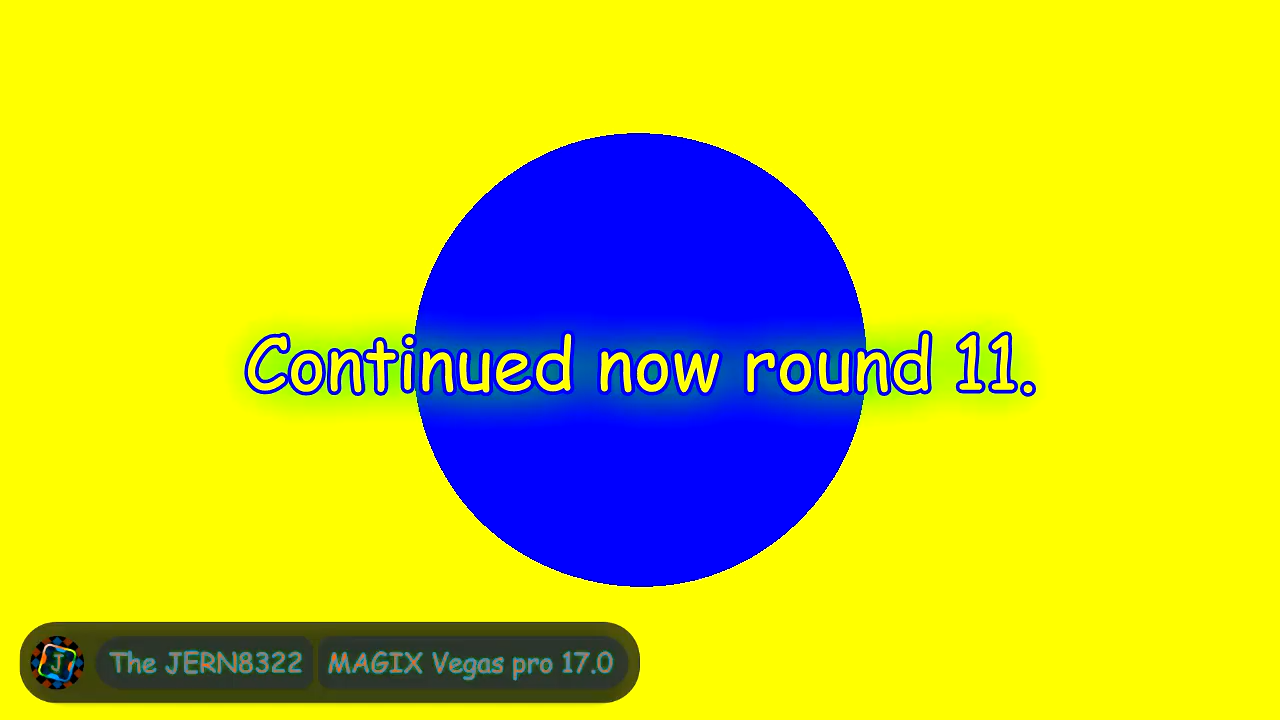 Continued now round 11.
J The JERN8322 MAGIX Vegas pro 17.0